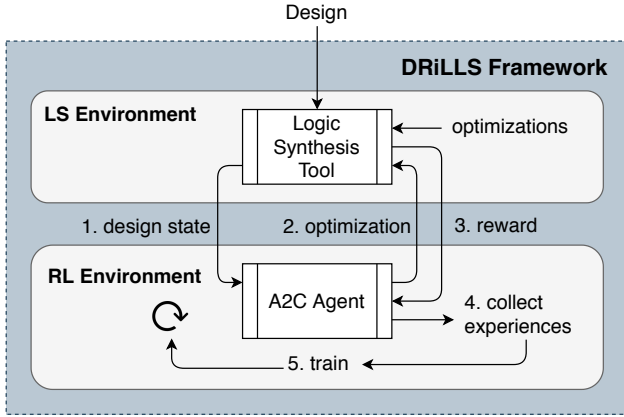 Design
DRiLLS Framework
LS Environment
Logic
Synthesis
Tool
optimizations
1. design state
2. optimization
3. reward
RL Environment
A2C Agent
4. collect
experiences
5. train